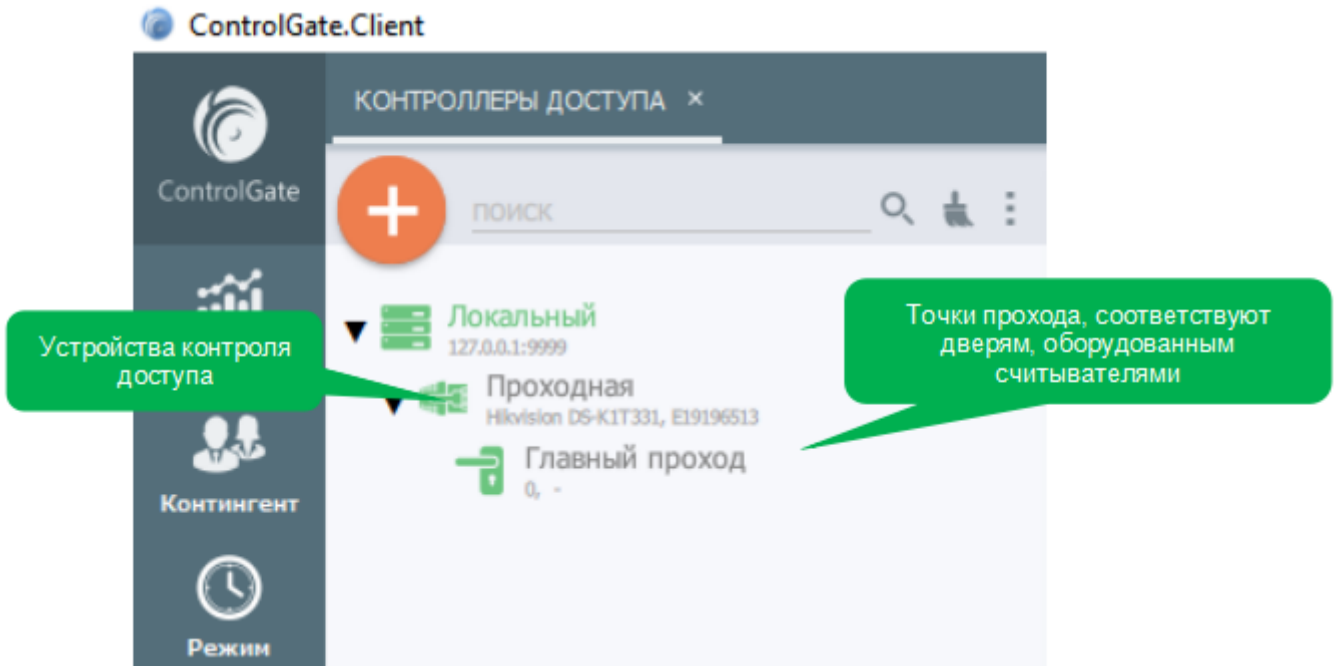 ControlGate.Client
КОНТРОЛЛЕРЫ ДОСТУПА ×
ControlGate
поиск
Локальный
127.0.0.1:9999
Устройства контроля
доступа
Точки прохода, соответствуют
дверям, оборудованным
считывателями
Проходная
Hikvision DS-K1T331, E19196513
Главный проход
0, -
Контингент
Режим